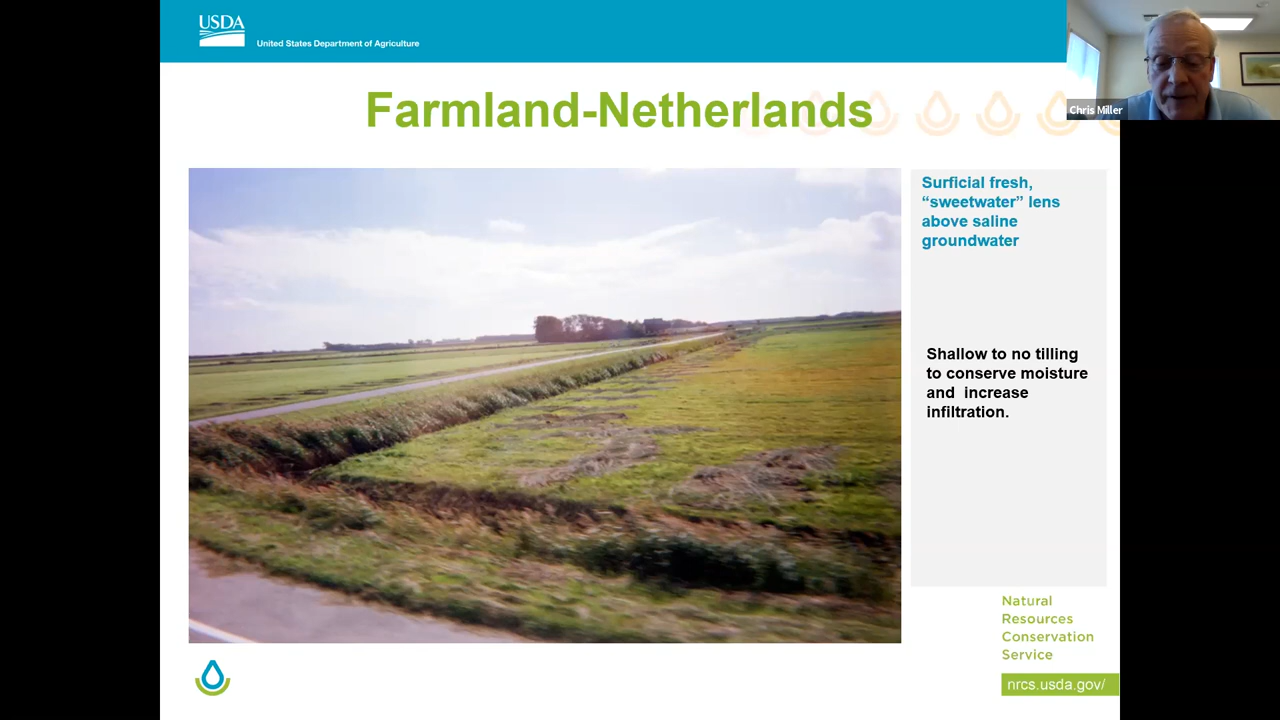 USDA
United States Department of Agriculture
Chris Miller
Farmland-Netherlands
Surficial fresh,
“sweetwater” lens
above saline
groundwater
Shallow to no tilling
to conserve moisture
and increase
infiltration.
Natural
Resources
Conservation
Service
nrcs.usda.gov/